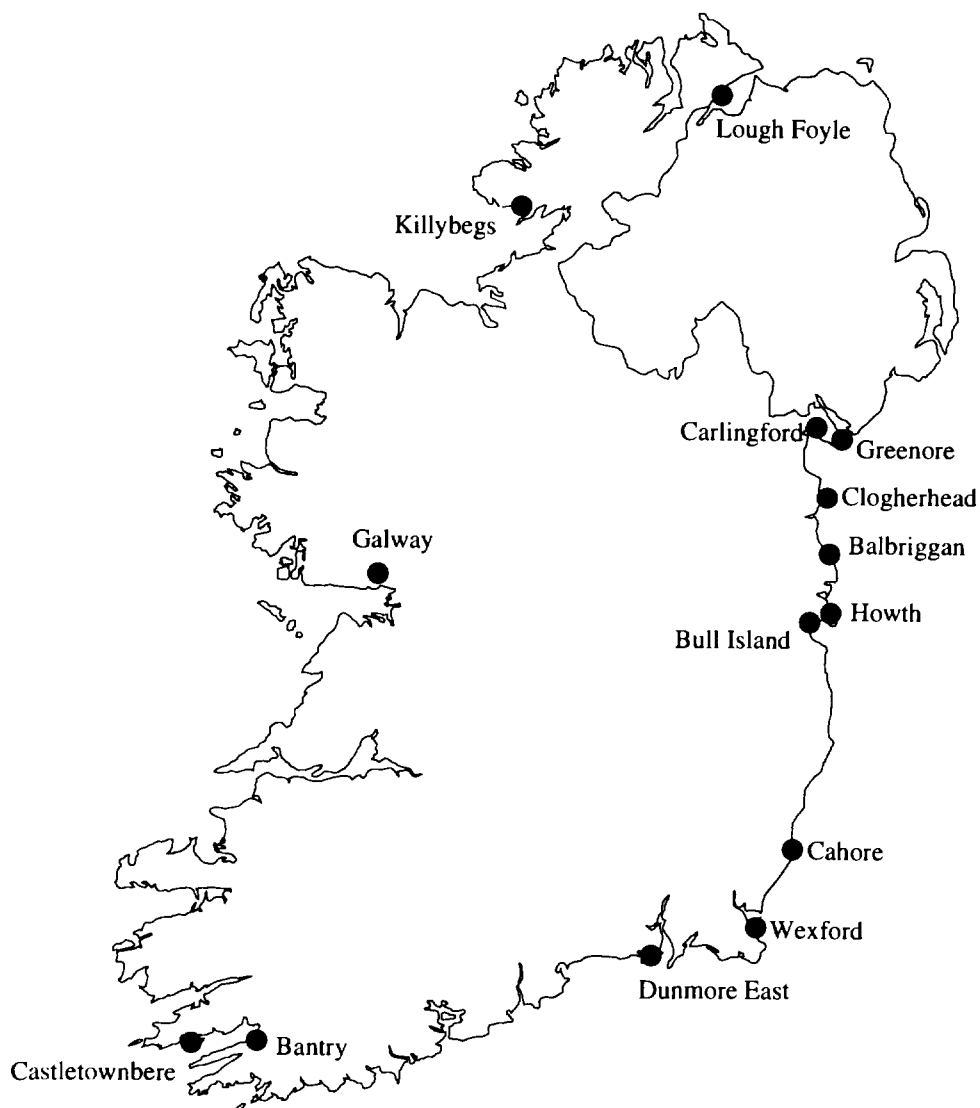 Lough Foyle
Killybegs
Carlingford
Greenore
Clogherhead
Galway
Balbriggan
Howth
Bull Island
Cahore
Wexford
Dunmore East
Bantry
Castletownbere